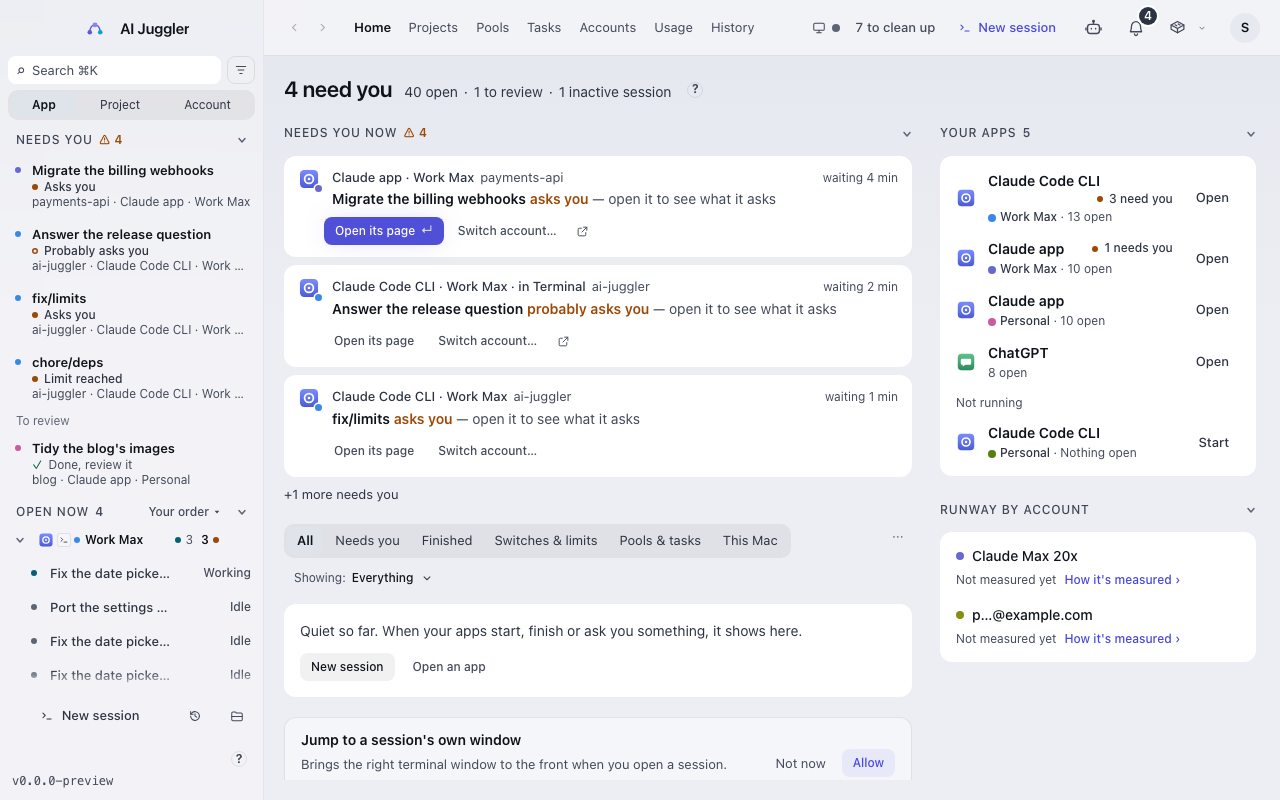 AI Juggler
Search ⌘K
App Project Account
NEEDS YOU 4
Migrate the billing webhooks
Asks you
payments-api · Claude app · Work Max
Answer the release question
Probably asks you
ai-juggler · Claude Code CLI · Work ...
fix/limits
Asks you
ai-juggler · Claude Code CLI · Work ...
chore/deps
Limit reached
ai-juggler · Claude Code CLI · Work ...
To review
Tidy the blog's images
Done, review it
blog · Claude app · Personal
OPEN NOW 4 Your order
Work Max 3 3
Fix the date picke... Working
Port the settings ... Idle
Fix the date picke... Idle
Fix the date picke... Idle
New session
?
v0.0.0-preview
Home Projects Pools Tasks Accounts Usage History 7 to clean up New session 4 S
4 need you 40 open · 1 to review · 1 inactive session ?
NEEDS YOU NOW 4
Claude app · Work Max payments-api waiting 4 min
Migrate the billing webhooks asks you — open it to see what it asks
Open its page ↵ Switch account...
Claude Code CLI · Work Max · in Terminal ai-juggler waiting 2 min
Answer the release question probably asks you — open it to see what it asks
Open its page Switch account...
Claude Code CLI · Work Max ai-juggler waiting 1 min
fix/limits asks you — open it to see what it asks
Open its page Switch account...
+1 more needs you
All Needs you Finished Switches & limits Pools & tasks This Mac ...
Showing: Everything
Quiet so far. When your apps start, finish or ask you something, it shows here.
New session Open an app
Jump to a session's own window
Brings the right terminal window to the front when you open a session. Not now Allow
YOUR APPS 5
Claude Code CLI
3 need you Open
Work Max · 13 open
Claude app 1 needs you
Work Max · 10 open Open
Claude app
Personal · 10 open Open
ChatGPT
8 open Open
Not running
Claude Code CLI
Personal · Nothing open Start
RUNWAY BY ACCOUNT
Claude Max 20x
Not measured yet How it's measured ›
p...@example.com
Not measured yet How it's measured ›